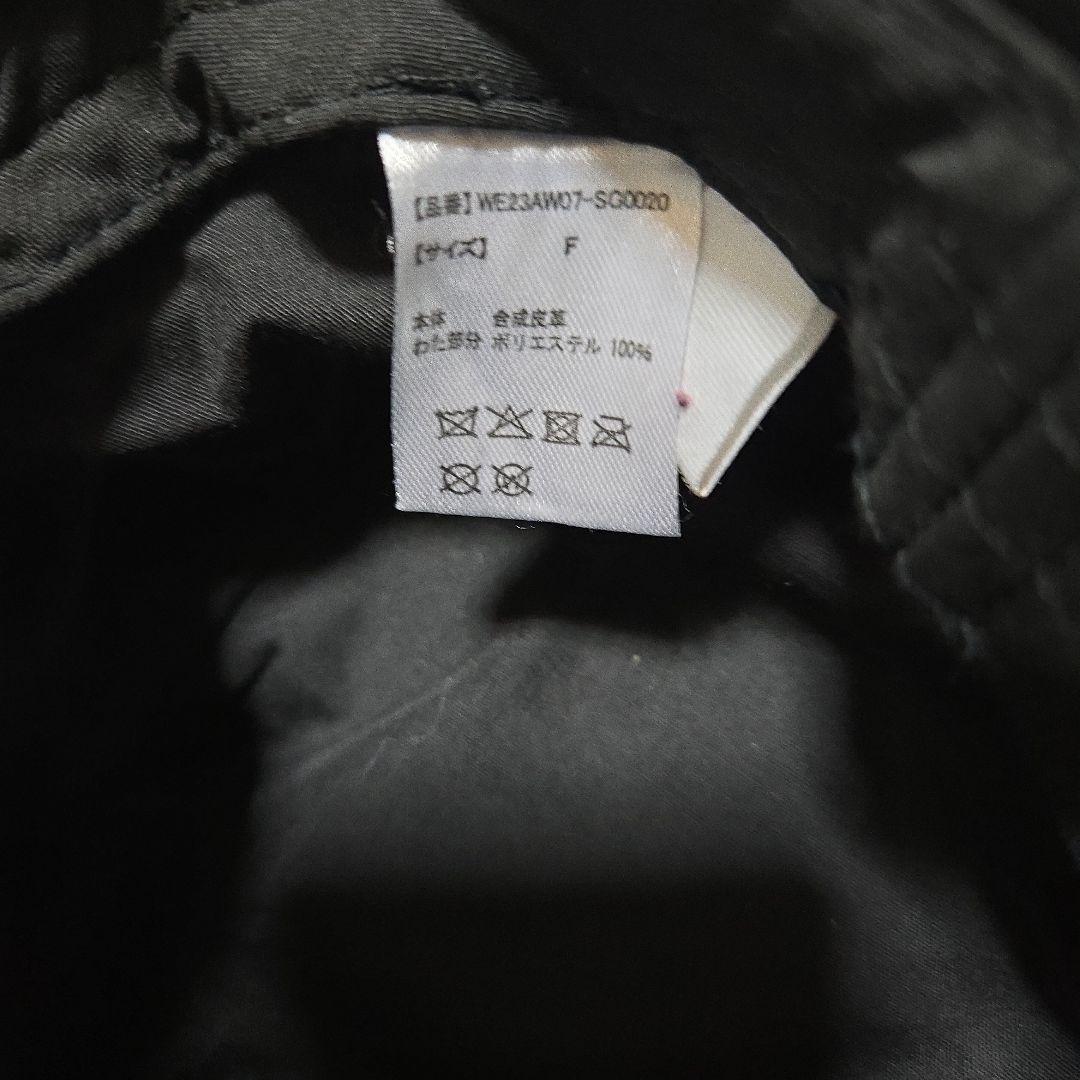 【品番】WE23AW07-SG0020
【サイズ】 F
本体 合成皮革
わた部分 ポリエステル 100%